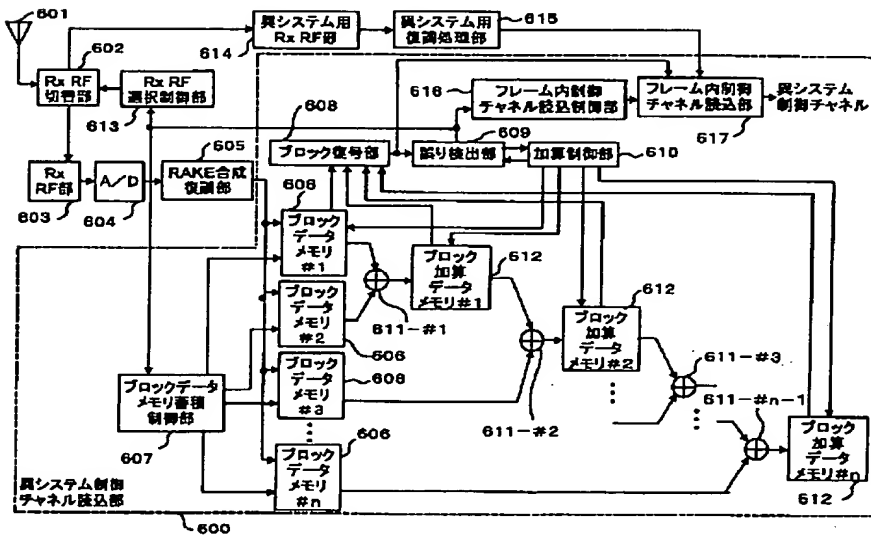 601
602
Rx RF
切替部
異システム用
Rx RF部
614
異システム用
復調処理部
615
Rx RF
選択制御部
613
616
フレーム内制御
チャネル読込制御部
フレーム内制御
チャネル読込部
617
異システム
制御チャネル
608
ブロック復号部
609
誤り検出部
加算制御部
610
Rx
RF部
603
A/D
604
605
RAKE合成
復調部
608
ブロック
データ
メモリ
#1
611-#1
ブロック
加算
データ
メモリ#1
612
ブロック
データ
メモリ
#2
606
611-#2
612
ブロック
加算
データ
メモリ#2
611-#3
ブロック
データ
メモリ
#3
608
611-#n-1
ブロックデータ
メモリ蓄積
制御部
607
606
ブロック
データ
メモリ
#n
ブロック
加算
データ
メモリ#n
612
異システム制御
チャネル読込部
600